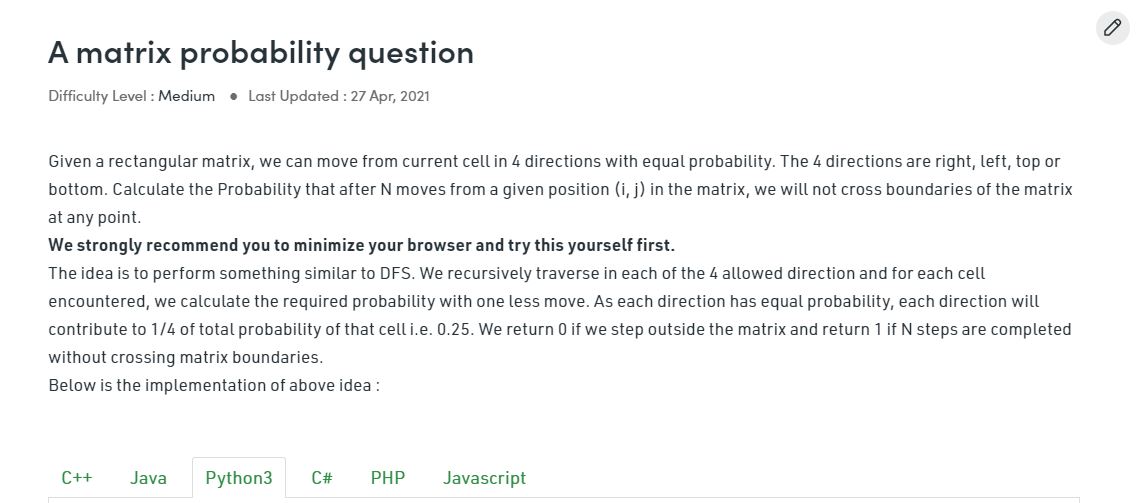 A matrix probability question
Difficulty Level : Medium ● Last Updated : 27 Apr, 2021
Given a rectangular matrix, we can move from current cell in 4 directions with equal probability. The 4 directions are right, left, top or
bottom. Calculate the Probability that after N moves from a given position (i, j) in the matrix, we will not cross boundaries of the matrix
at any point.
We strongly recommend you to minimize your browser and try this yourself first.
The idea is to perform something similar to DFS. We recursively traverse in each of the 4 allowed direction and for each cell
encountered, we calculate the required probability with one less move. As each direction has equal probability, each direction will
contribute to 1/4 of total probability of that cell i.e. 0.25. We return 0 if we step outside the matrix and return 1 if N steps are completed
without crossing matrix boundaries.
Below is the implementation of above idea :
C++ Java Python3 C# PHP Javascript